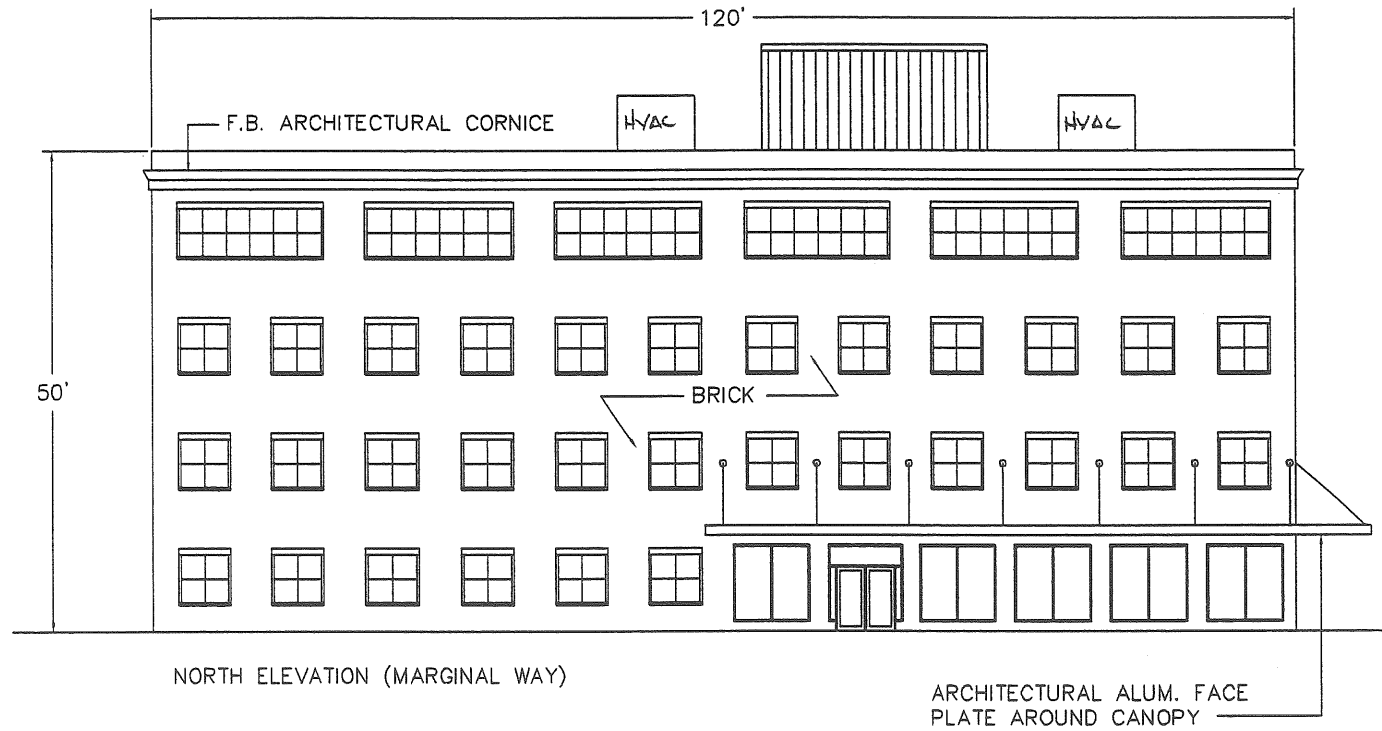 120'
F.B. ARCHITECTURAL CORNICE
HVAC
HVAC
50'
BRICK
NORTH ELEVATION (MARGINAL WAY)
ARCHITECTURAL ALUM. FACE
PLATE AROUND CANOPY